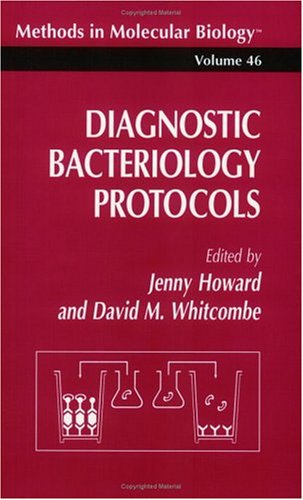 Methods in Molecular Biology™
Volume 46
DIAGNOSTIC
BACTERIOLOGY
PROTOCOLS
Edited by
Jenny Howard
and David M. Whitcombe